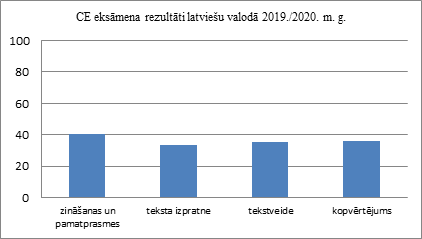 CE eksāmena rezultāti latviešu valodā 2019./2020. m. g.
100
80
60
40
20
0
zināšanas un
pamatprasmes
teksta izpratne
tekstveide
kopvērtējums